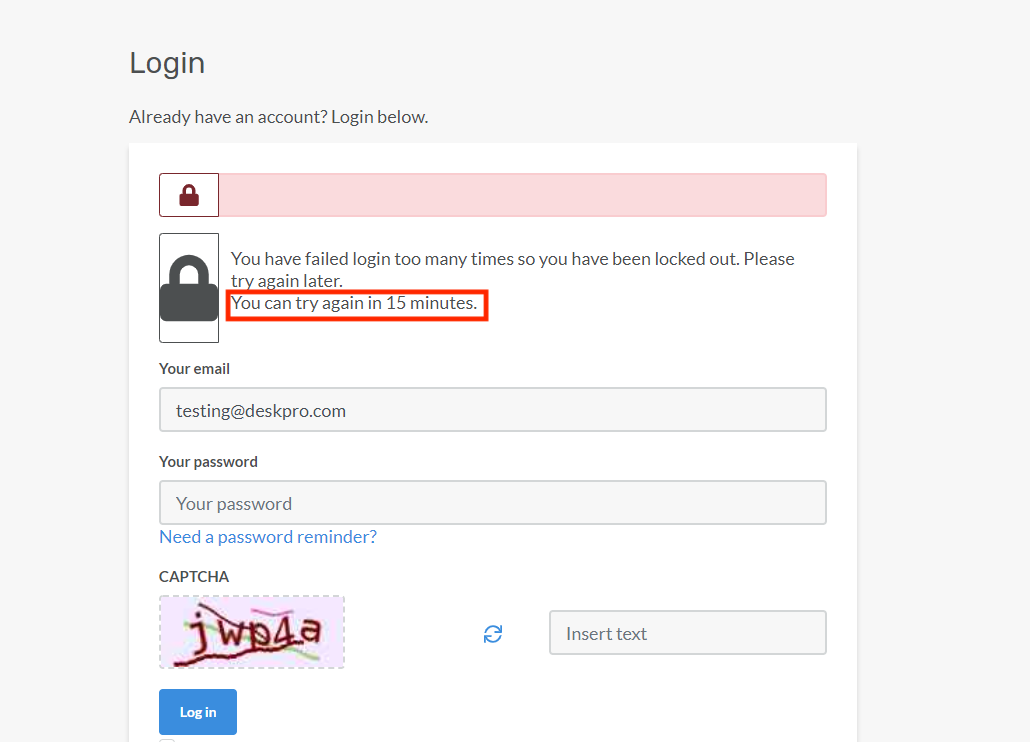 Login
Already have an account? Login below.
You have failed login too many times so you have been locked out. Please
try again later.
You can try again in 15 minutes.
Your email
testing@deskpro.com
Your password
Your password
Need a password reminder?
CAPTCHA
jwp4a
Insert text
Log in